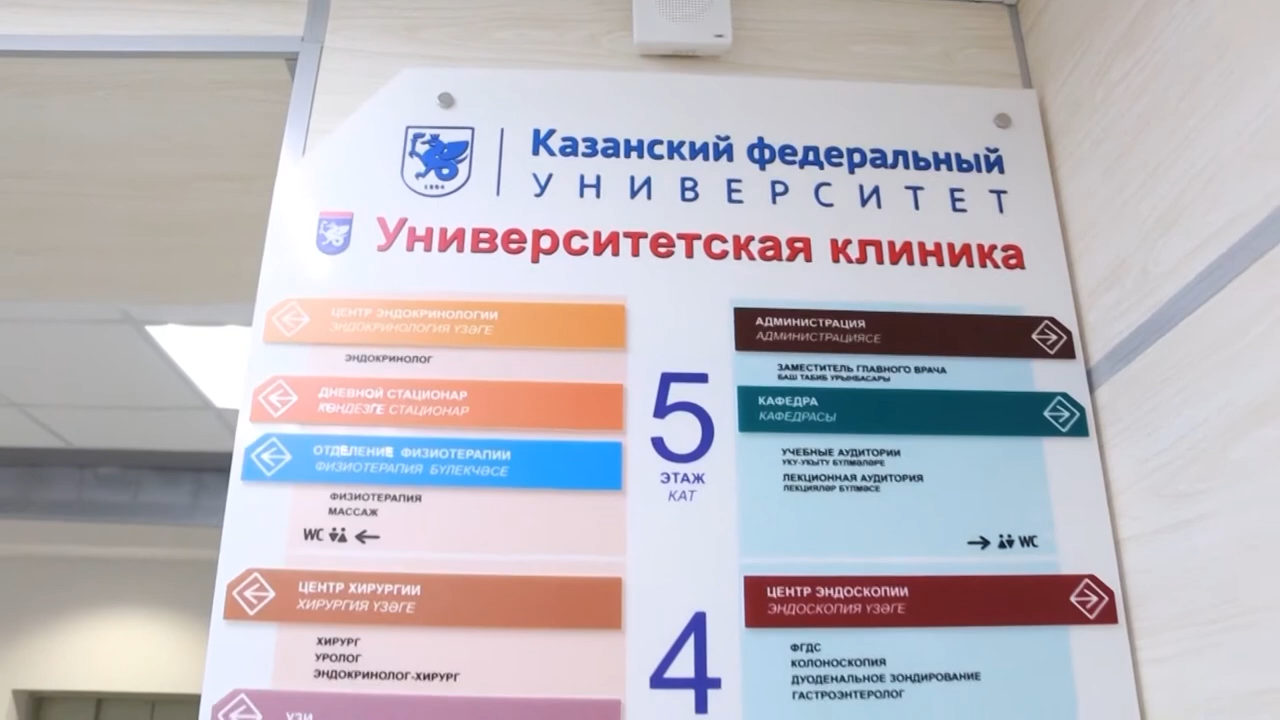 1804
Казанский федеральный
УНИВЕРСИТЕТ
Университетская клиника
ЦЕНТР ЭНДОКРИНОЛОГИИ
ЭНДОКРИНОЛОГИЯ ҮЗӘГЕ
ЭНДОКРИНОЛОГ
ДНЕВНОЙ СТАЦИОНАР
КӨНДЕЗГЕ СТАЦИОНАР
ОТДЕЛЕНИЕ ФИЗИОТЕРАПИИ
ФИЗИОТЕРАПИЯ БҮЛЕКЧӘСЕ
ФИЗИОТЕРАПИЯ
МАССАЖ
WC
5
ЭТАЖ
КАТ
АДМИНИСТРАЦИЯ
АДМИНИСТРАЦИЯСЕ
ЗАМЕСТИТЕЛЬ ГЛАВНОГО ВРАЧА
БАШ ТАБИБ УРЫНБАСАРЫ
КАФЕДРА
КАФЕДРАСЫ
УЧЕБНЫЕ АУДИТОРИИ
УКУ-УКЫТУ БҮЛМӘЛӘРЕ
ЛЕКЦИОННАЯ АУДИТОРИЯ
ЛЕКЦИЯЛӘР БҮЛМӘСЕ
WC
ЦЕНТР ХИРУРГИИ
ХИРУРГИЯ ҮЗӘГЕ
ХИРУРГ
УРОЛОГ
ЭНДОКРИНОЛОГ-ХИРУРГ
УЗИ
4
ЦЕНТР ЭНДОСКОПИИ
ЭНДОСКОПИЯ ҮЗӘГЕ
ФГДС
КОЛОНОСКОПИЯ
ДУОДЕНАЛЬНОЕ ЗОНДИРОВАНИЕ
ГАСТРОЭНТЕРОЛОГ